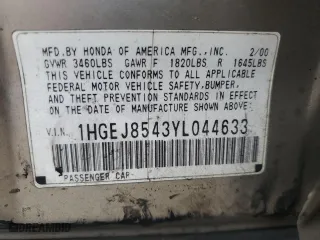 MFD.BY HONDA OF AMERICA MFG.,INC. 2/00
GVWR 3460LBS GAWR F 1820LBS R 1645LBS
THIS VEHICLE CONFORMS TO ALL APPLICABLE
FEDERAL MOTOR VEHICLE SAFETY,BUMPER,
AND THEFT PREVENTION STANDARDS IN EFFECT
ON THE DATE OF MANUFACTURE SHOWN ABOVE.
V.I.N. 1HGEJ8543YL044633
PASSENGER CAR
DREAMBID